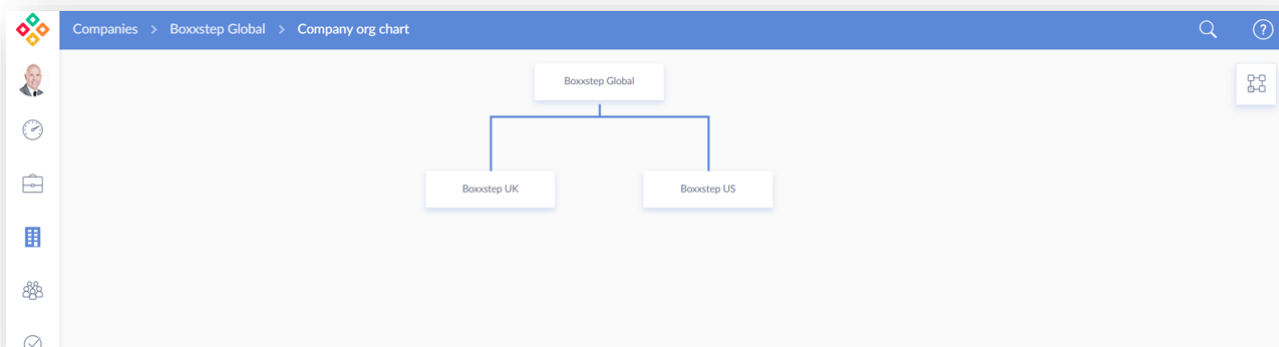 Companies > Boxxstep Global > Company org chart
Boxxstep Global
Boxxstep UK
Boxxstep US